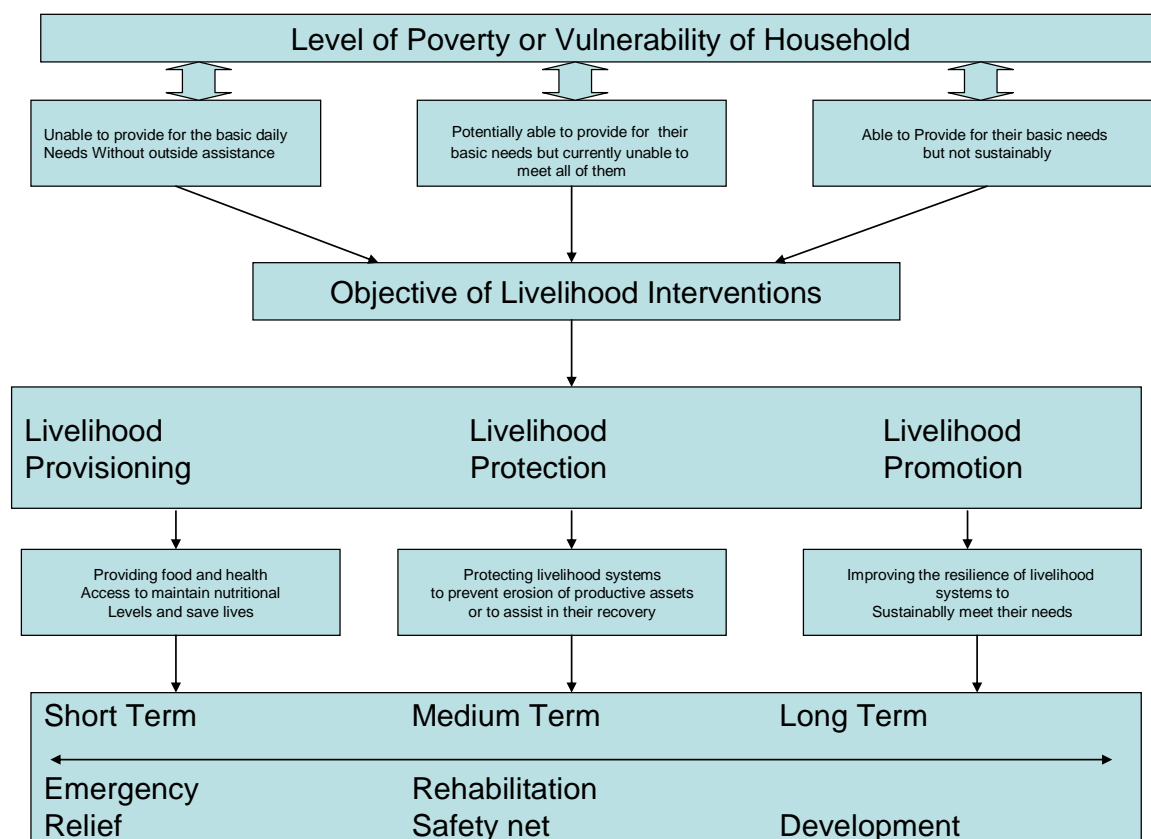 Level of Poverty or Vulnerability of Household
Unable to provide for the basic daily
Needs Without outside assistance
Potentially able to provide for their
basic needs but currently unable to
meet all of them
Able to Provide for their basic needs
but not sustainably
Objective of Livelihood Interventions
Livelihood
Provisioning
Livelihood
Protection
Livelihood
Promotion
Providing food and health
Access to maintain nutritional
Levels and save lives
Protecting livelihood systems
to prevent erosion of productive assets
or to assist in their recovery
Improving the resilience of livelihood
systems to
Sustainablly meet their needs
Short Term
Medium Term
Long Term
Emergency
Relief
Rehabilitation
Safety net
Development